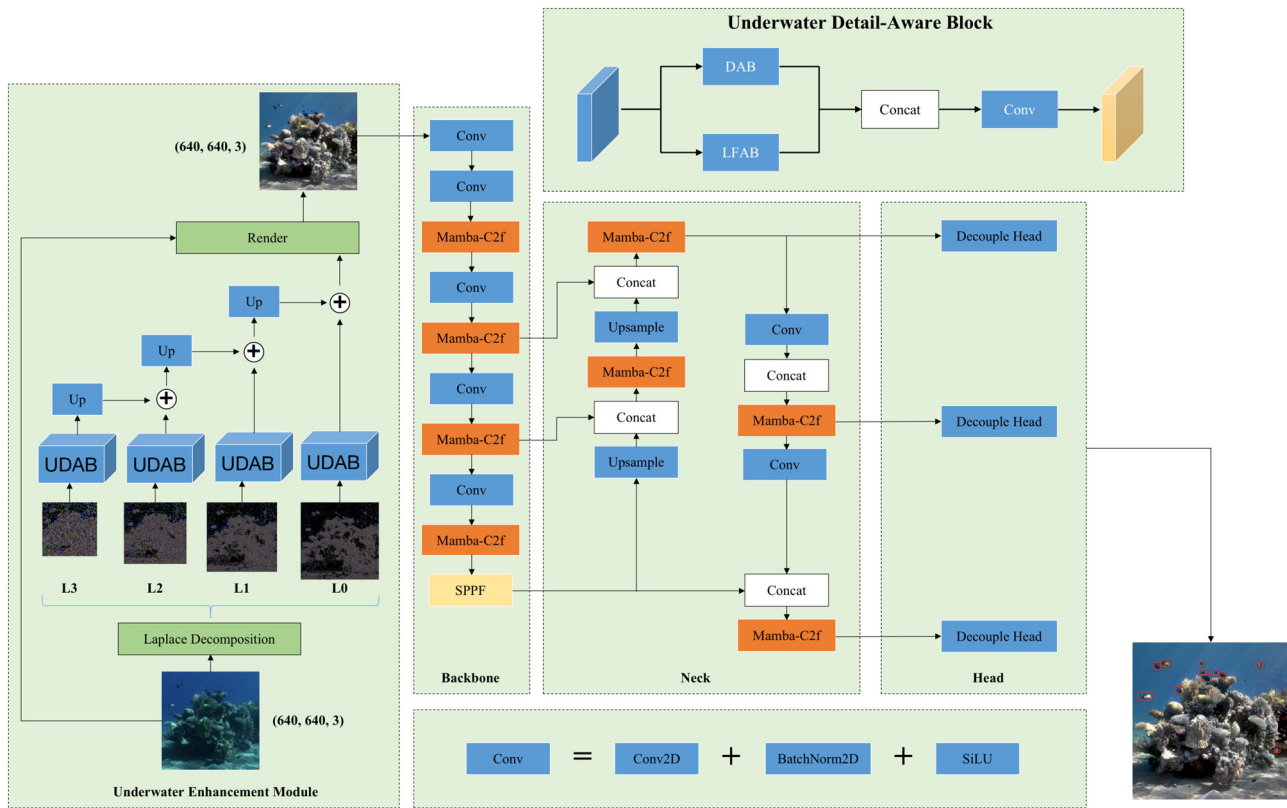 Underwater Detail-Aware Block
DAB
LFAB
Concat
Conv
(640, 640, 3)
Render
Up
Up
Up
+
+
+
UDAB
UDAB
UDAB
UDAB
L3
L2
L1
L0
Laplace Decomposition
(640, 640, 3)
Underwater Enhancement Module
Conv
Conv
Mamba-C2f
Conv
Mamba-C2f
Conv
Mamba-C2f
Conv
Mamba-C2f
SPPF
Backbone
Mamba-C2f
Concat
Upsample
Mamba-C2f
Concat
Upsample
Conv
Concat
Mamba-C2f
Conv
Concat
Mamba-C2f
Neck
Decouple Head
Decouple Head
Decouple Head
Head
Conv = Conv2D + BatchNorm2D + SiLU